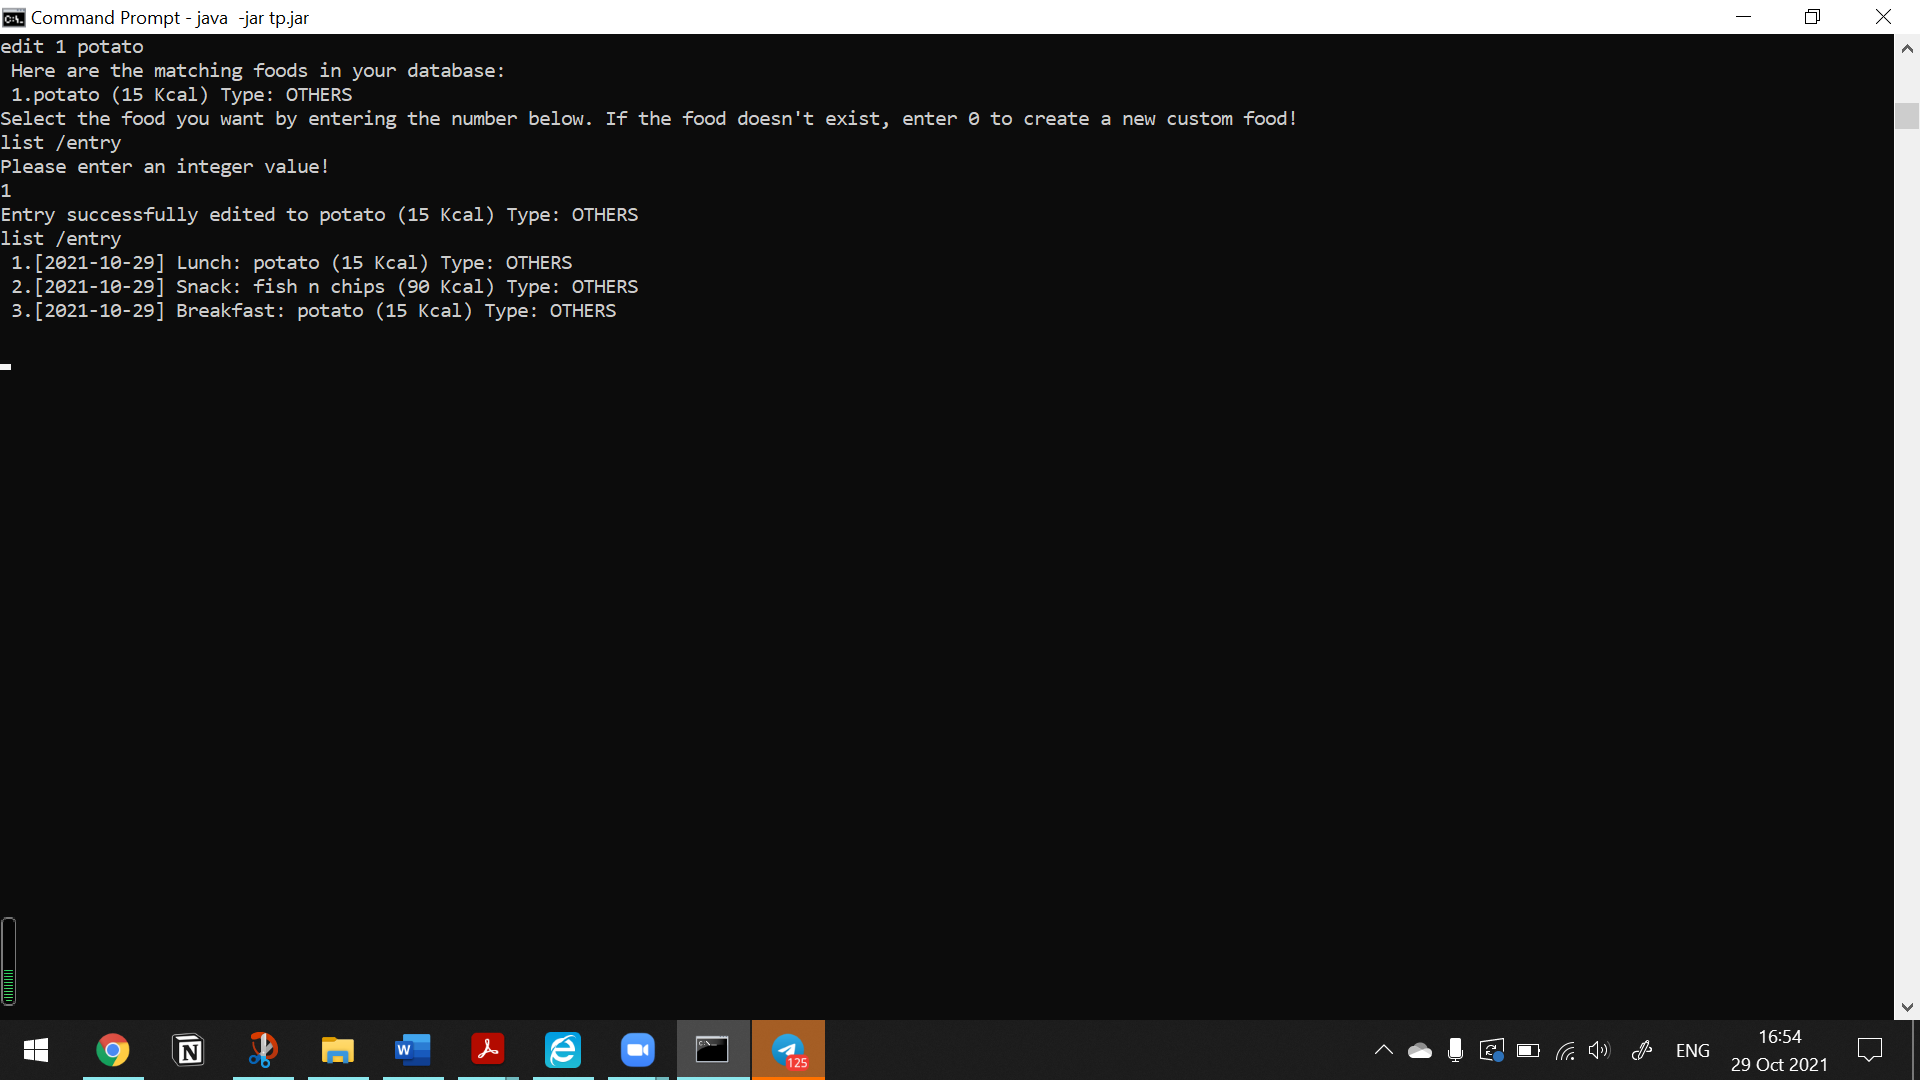 Command Prompt - java  -jar tp.jar
edit 1 potato
Here are the matching foods in your database:
1.potato (15 Kcal) Type: OTHERS
Select the food you want by entering the number below. If the food doesn't exist, enter 0 to create a new custom food!
list /entry
Please enter an integer value!
1
Entry successfully edited to potato (15 Kcal) Type: OTHERS
list /entry
1.[2021-10-29] Lunch: potato (15 Kcal) Type: OTHERS
2.[2021-10-29] Snack: fish n chips (90 Kcal) Type: OTHERS
3.[2021-10-29] Breakfast: potato (15 Kcal) Type: OTHERS
125
ENG
16:54
29 Oct 2021